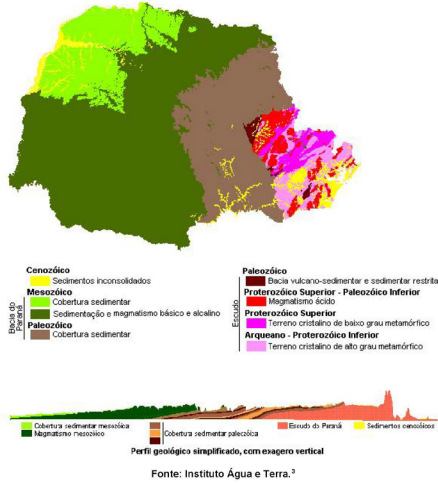 Cenozóico
Sedimentos inconsolidados
Mesozóico
Cobertura sedimentar
Sedimentação e magmatismo básico e alcalino
Paleozóico
Cobertura sedimentar
Bacia do Paraná
Paleozóico
Bacia vulcano-sedimentar e sedimentar restrita
Proterozóico Superior - Paleozóico Inferior
Magmatismo ácido
Proterozóico Superior
Terreno cristalino de baixo grau metamórfico
Arqueano - Proterozóico Inferior
Terreno cristalino de alto grau metamórfico
Escudo
Cobertura sedimentar mesozóica
Magmatismo mesozóico
Cobertura sedimentar paleozóica
Escudo do Paraná
Sedimentos cenozóicos
Perfil geológico simplificado, com exagero vertical
Fonte: Instituto Água e Terra.³